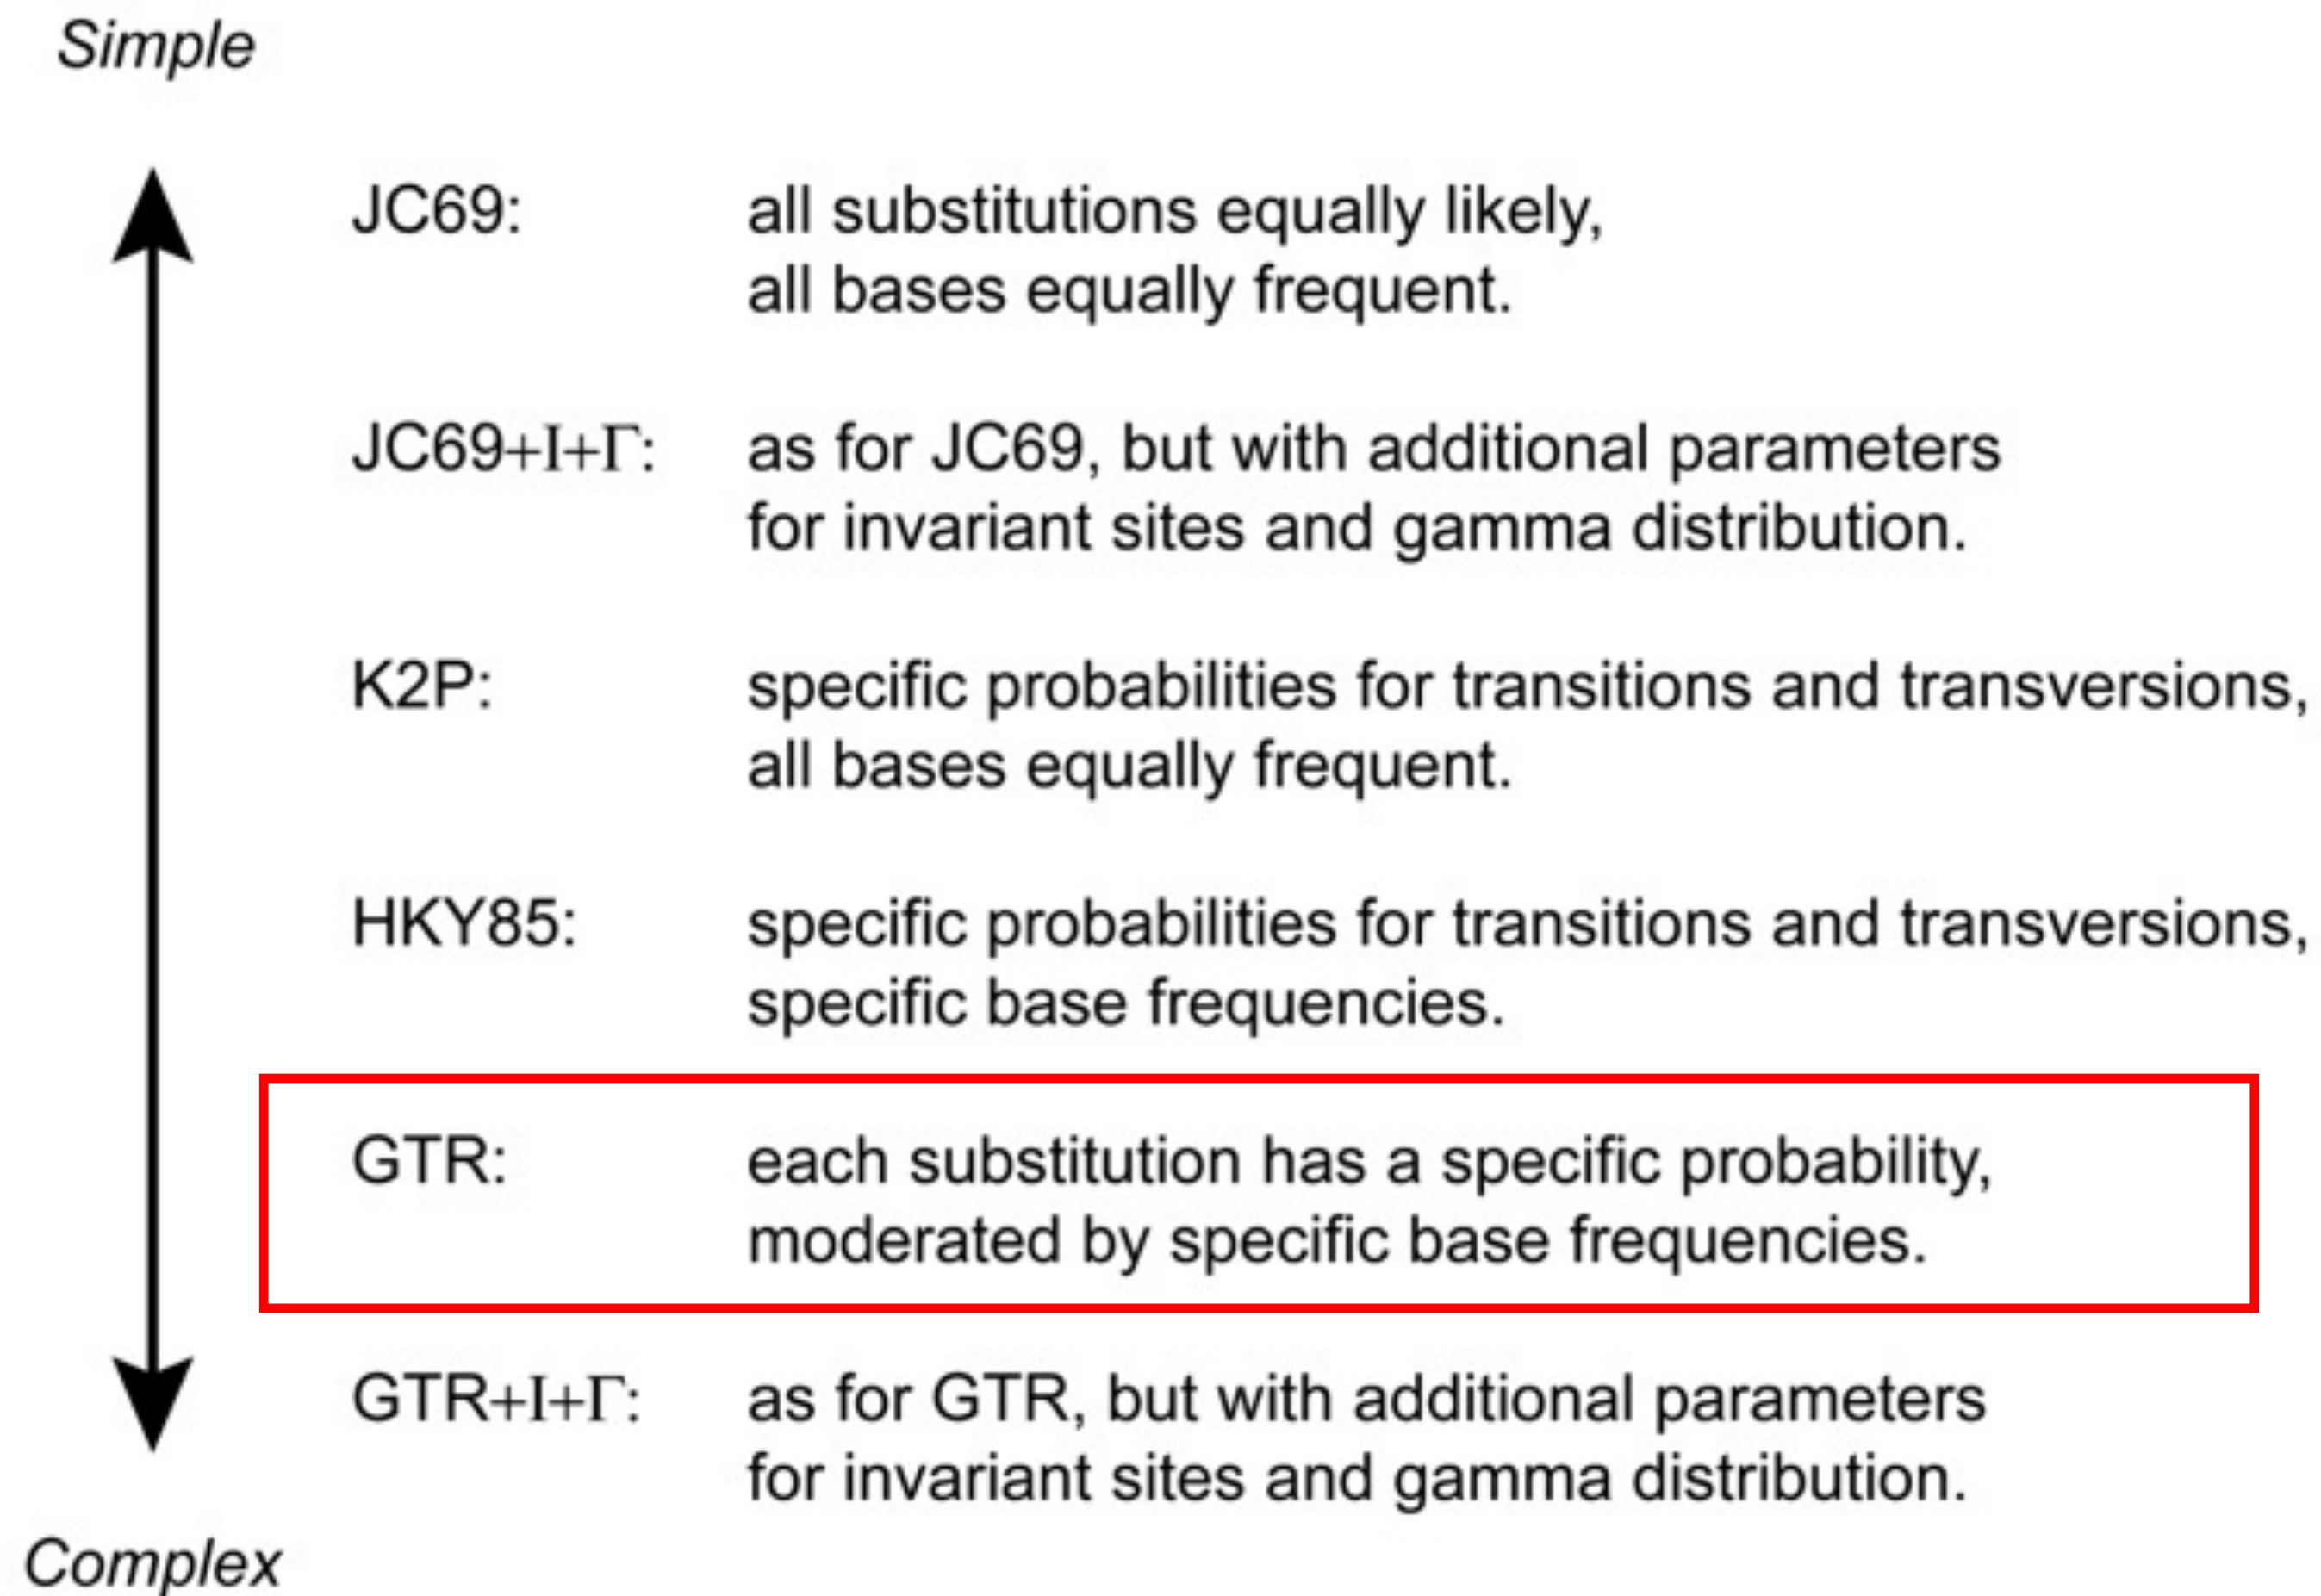 Simple
JC69: all substitutions equally likely,
all bases equally frequent.
JC69+I+Γ: as for JC69, but with additional parameters
for invariant sites and gamma distribution.
K2P: specific probabilities for transitions and transversions,
all bases equally frequent.
HKY85: specific probabilities for transitions and transversions,
specific base frequencies.
GTR: each substitution has a specific probability,
moderated by specific base frequencies.
GTR+I+Γ: as for GTR, but with additional parameters
for invariant sites and gamma distribution.
Complex